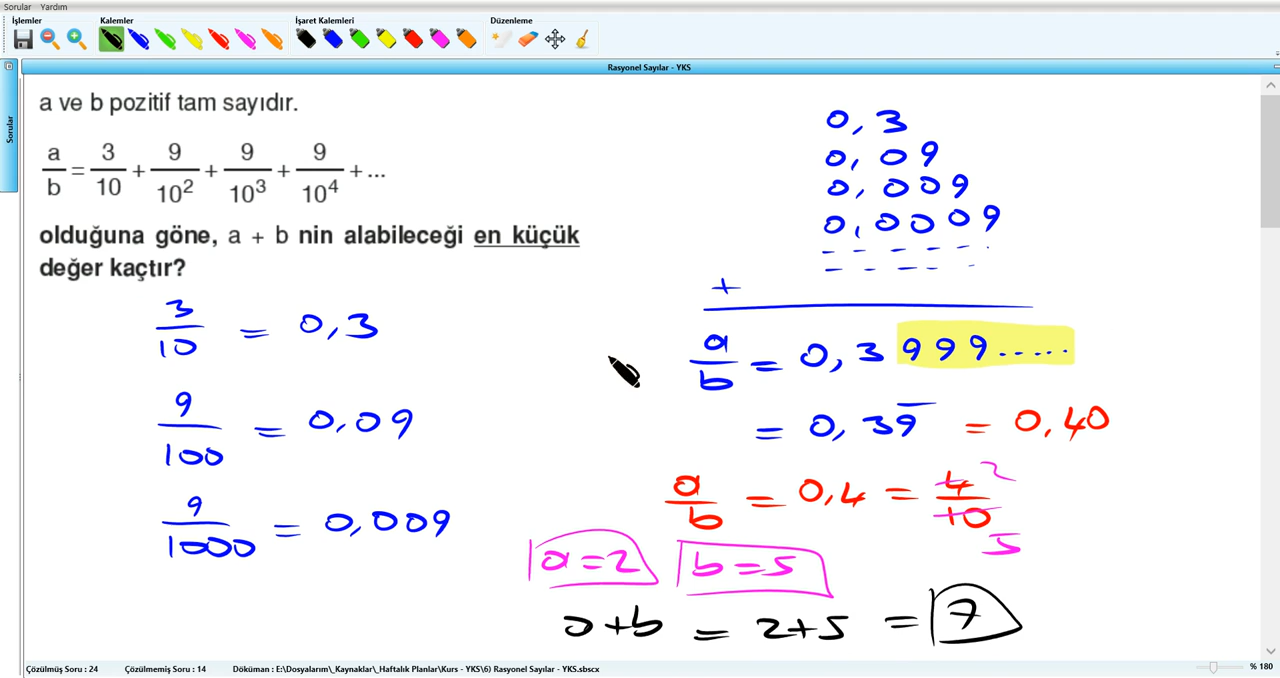 Sorular Yardım
İşlemler Kalemler İşaret Kalemleri Düzenleme
Rasyonel Sayılar - YKS
Sorular
a ve b pozitif tam sayıdır.
a/b = 3/10 + 9/10² + 9/10³ + 9/10⁴ + ...
olduğuna göne, a + b nin alabileceği en küçük
değer kaçtır?
3/10 = 0,3
9/100 = 0,09
9/1000 = 0,009
0,3
0,09
0,009
0,0009
- - - - -
- - - - -
+
a/b = 0,3999.....
= 0,39̅ = 0,40
a/b = 0,4 = 4/10 2 5
a=2 b=5
a+b = 2+5 = 7
Çözülmüş Soru : 24 Çözülmemiş Soru : 14 Döküman : E:\Dosyalarım\_Kaynaklar\_Haftalık Planlar\Kurs - YKS\6) Rasyonel Sayılar - YKS.sbscx % 180